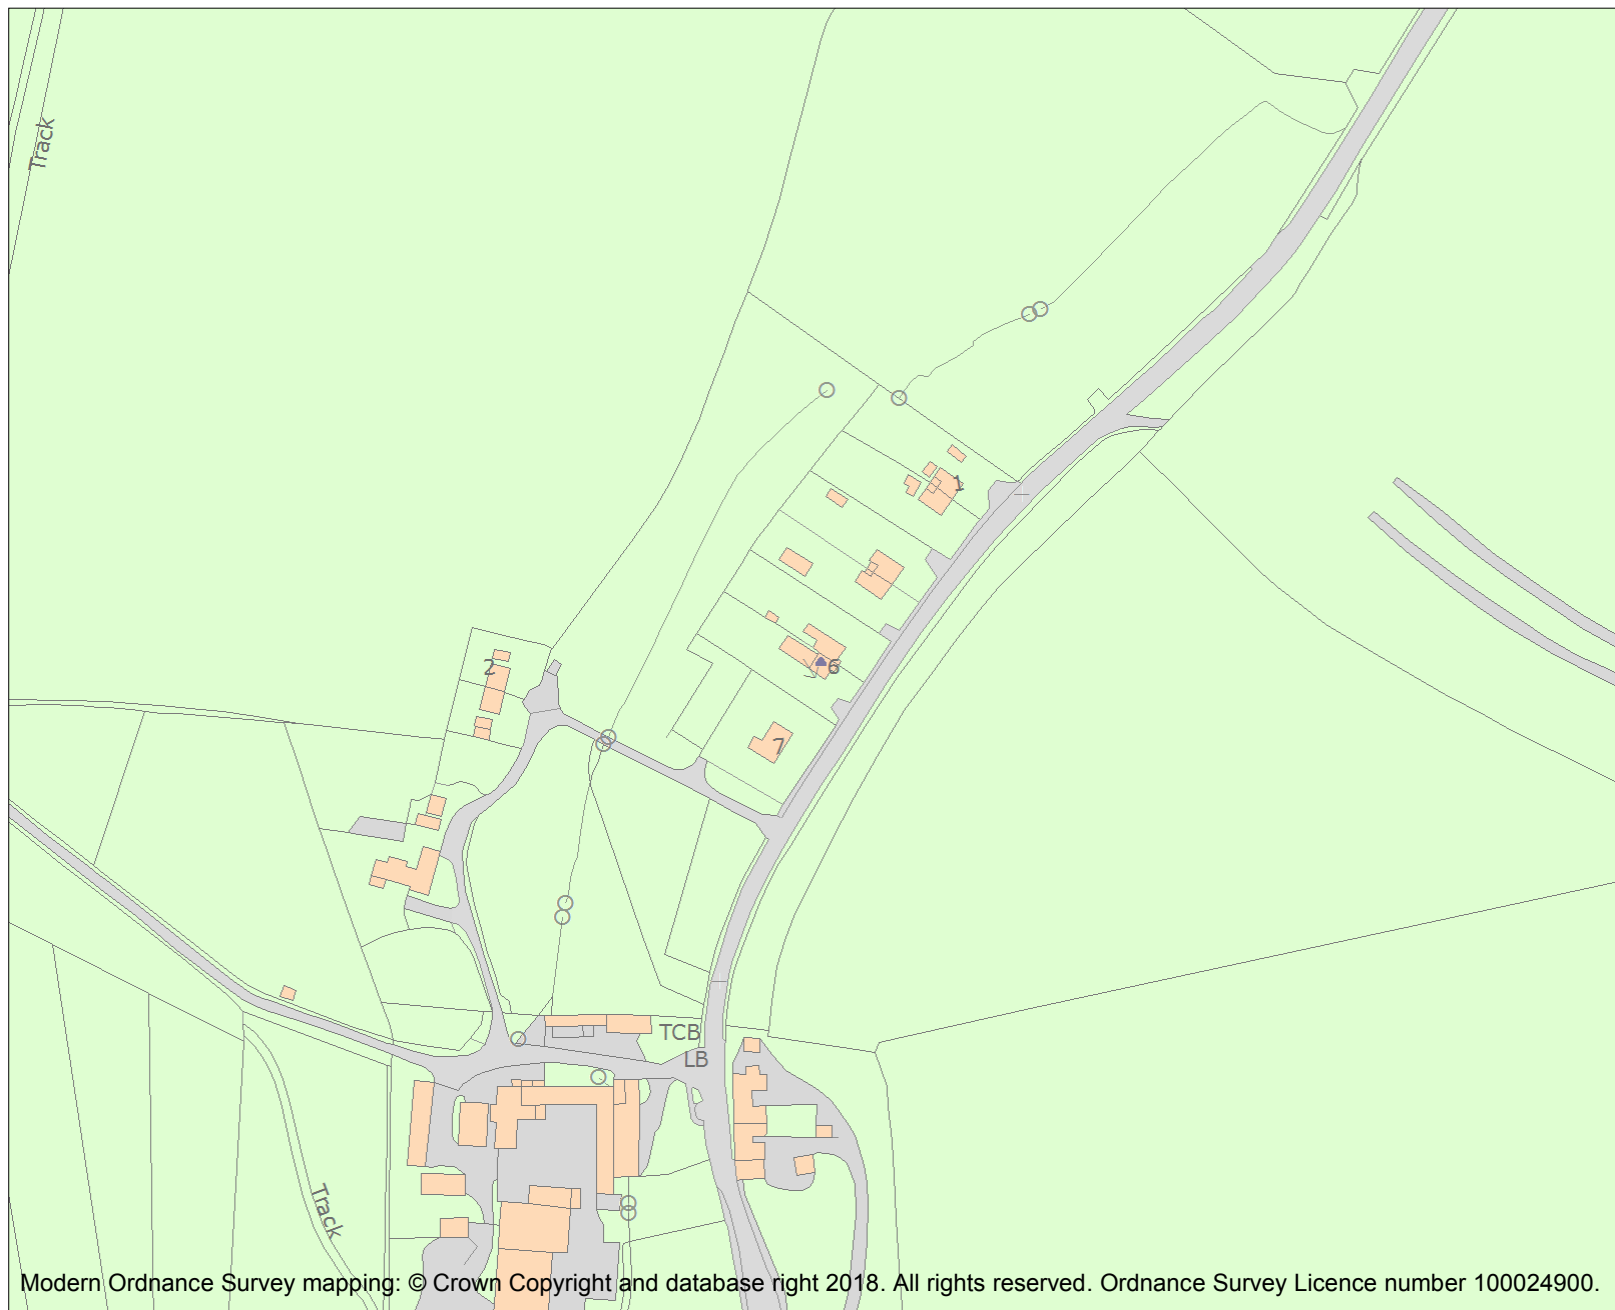 Track
1
2
6
7
TCB
LB
Track
Modern Ordnance Survey mapping: © Crown Copyright and database right 2018. All rights reserved. Ordnance Survey Licence number 100024900.